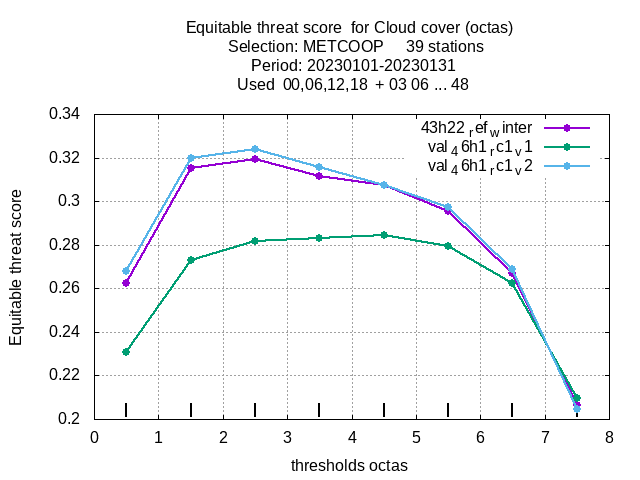 Equitable threat score  for Cloud cover (octas)
Selection: METCOOP     39 stations
Period: 20230101-20230131
Used  00,06,12,18  + 03 06 ... 48
0.34
0.32
0.3
0.28
0.26
0.24
0.22
0.2
Equitable threat score
43h22_ref_winter
val_46h1_rc1_v1
val_46h1_rc1_v2
0 1 2 3 4 5 6 7 8
thresholds octas